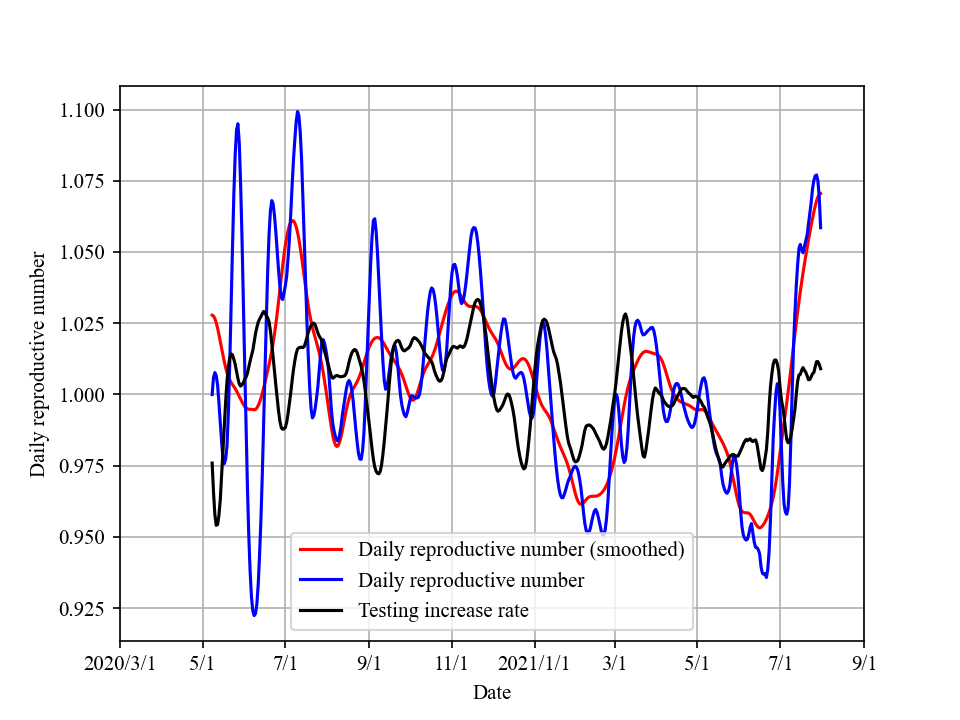 1.100
1.075
1.050
1.025
1.000
0.975
0.950
0.925
Daily reproductive number
Daily reproductive number (smoothed)
Daily reproductive number
Testing increase rate
2020/3/1 5/1 7/1 9/1 11/1 2021/1/1 3/1 5/1 7/1 9/1
Date